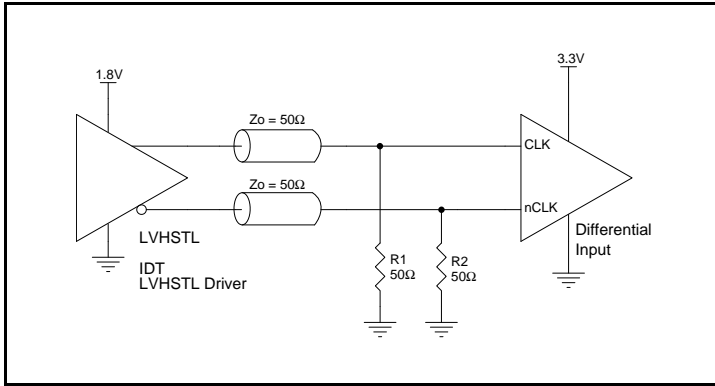 1.8V
3.3V
Zo = 50Ω
CLK
Zo = 50Ω
nCLK
LVHSTL
IDT
LVHSTL Driver
Differential
Input
R1
50Ω
R2
50Ω